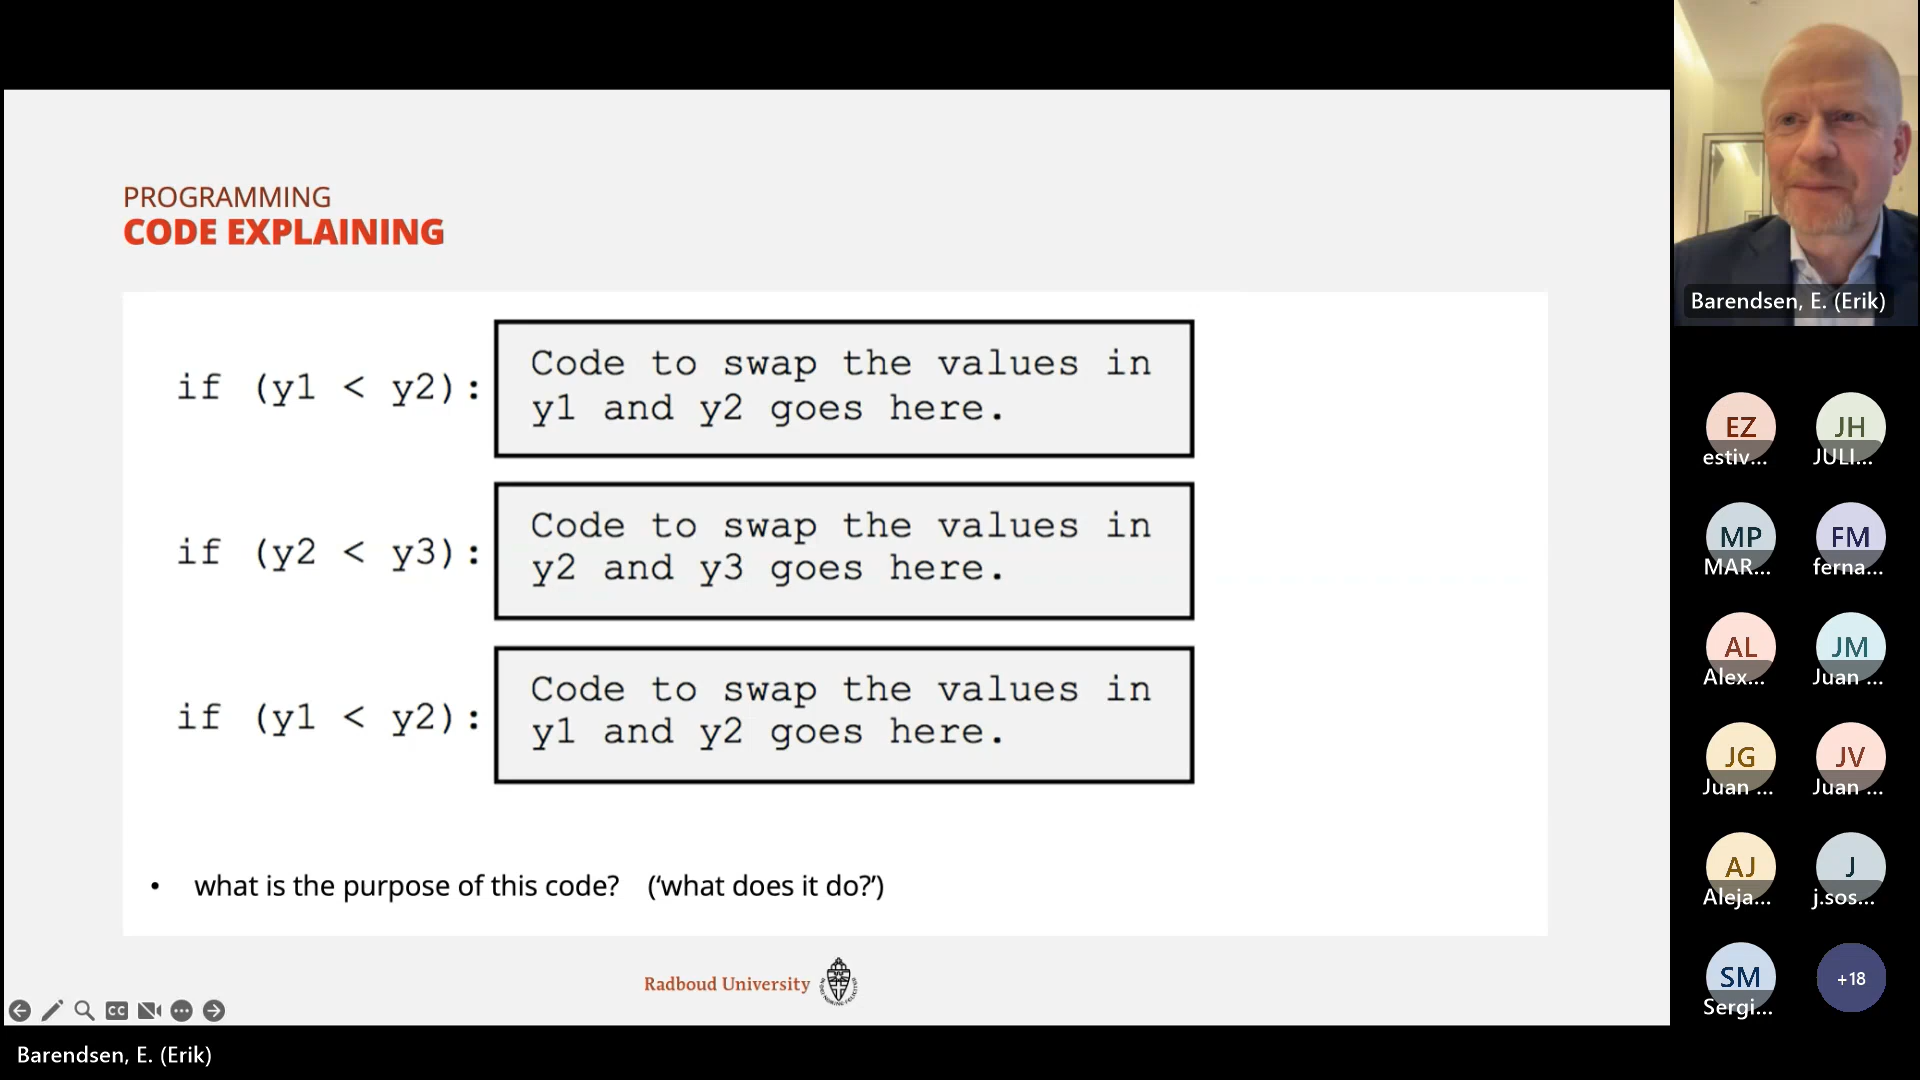 PROGRAMMING
CODE EXPLAINING
if (y1 < y2):
Code to swap the values in
y1 and y2 goes here.
if (y2 < y3):
Code to swap the values in
y2 and y3 goes here.
if (y1 < y2):
Code to swap the values in
y1 and y2 goes here.
• what is the purpose of this code? (‘what does it do?’)
Radboud University
CC
Barendsen, E. (Erik)
Barendsen, E. (Erik)
EZ
estiv...
JH
JULI...
MP
MAR...
FM
ferna...
AL
Alex...
JM
Juan ...
JG
Juan ...
JV
Juan ...
AJ
Aleja...
J
j.sos...
SM
Sergi...
+18